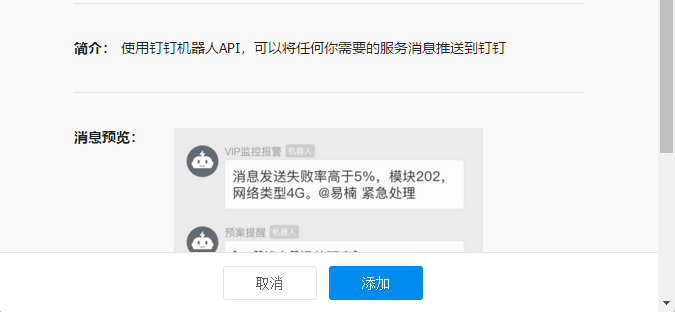 简介： 使用钉钉机器人API，可以将任何你需要的服务消息推送到钉钉
消息预览：
VIP监控报警 机器人
消息发送失败率高于5%，模块202，
网络类型4G。@易楠 紧急处理
预案提醒 机器人
取消
添加